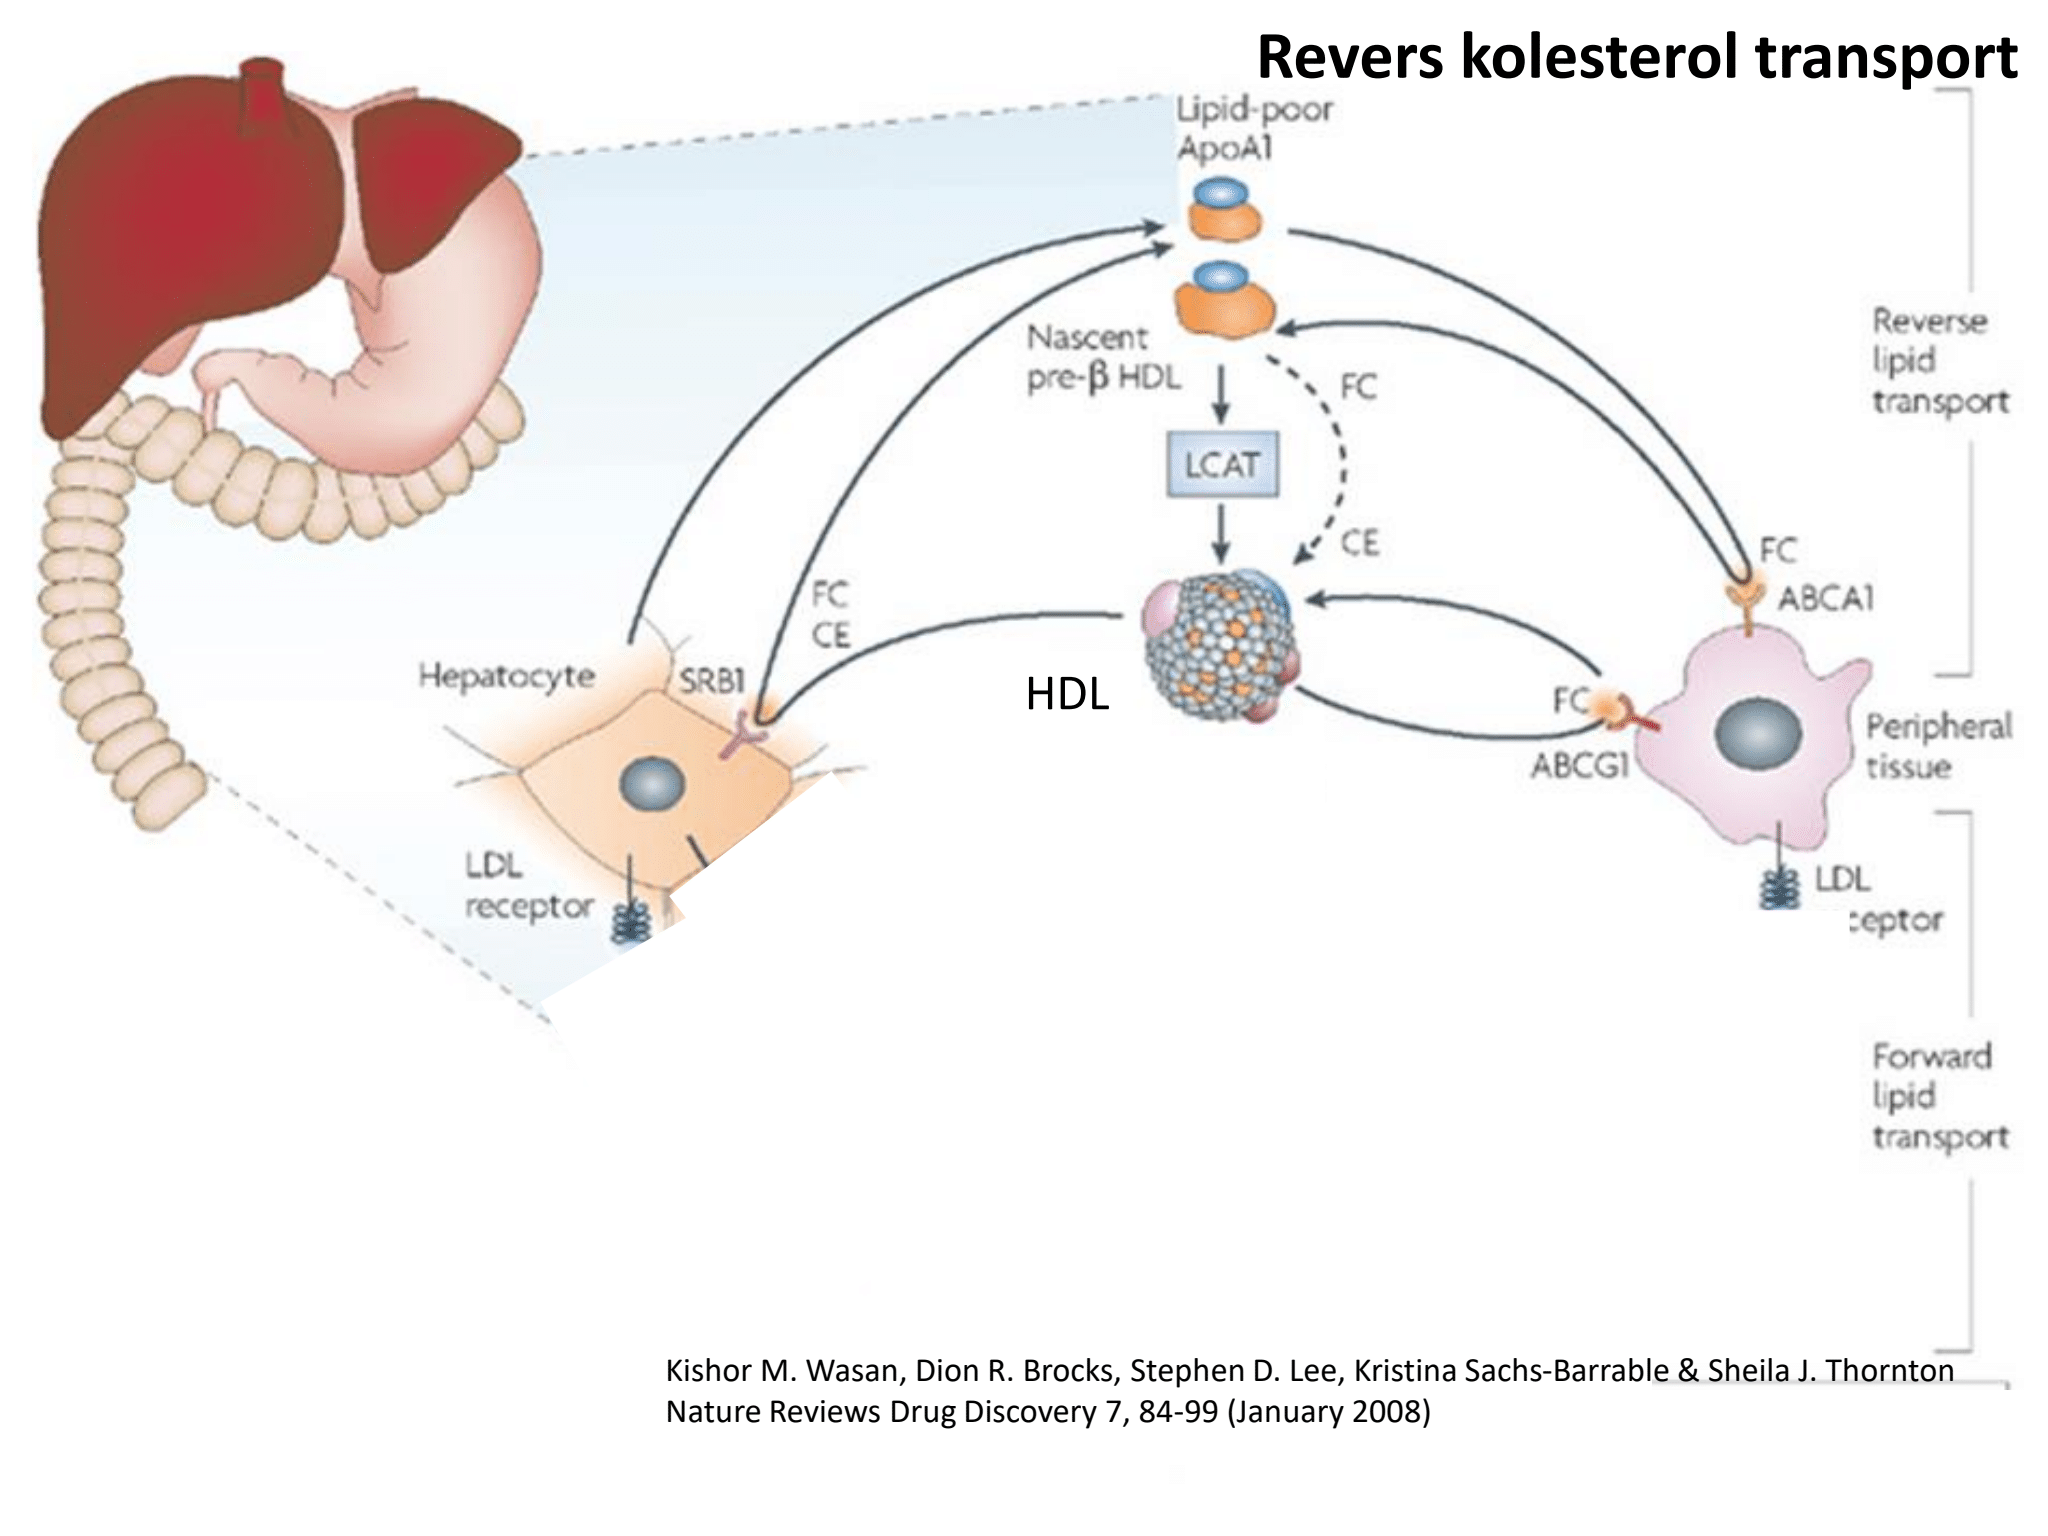 Revers kolesterol transport
Lipid-poor
ApoA1
Nascent
pre-β HDL
FC
LCAT
CE
Reverse
lipid
transport
FC
ABCA1
FC
CE
Hepatocyte
SRB1
HDL
FC
ABCG1
Peripheral
tissue
LDL
receptor
LDL
ceptor
Forward
lipid
transport
Kishor M. Wasan, Dion R. Brocks, Stephen D. Lee, Kristina Sachs-Barrable & Sheila J. Thornton
Nature Reviews Drug Discovery 7, 84-99 (January 2008)